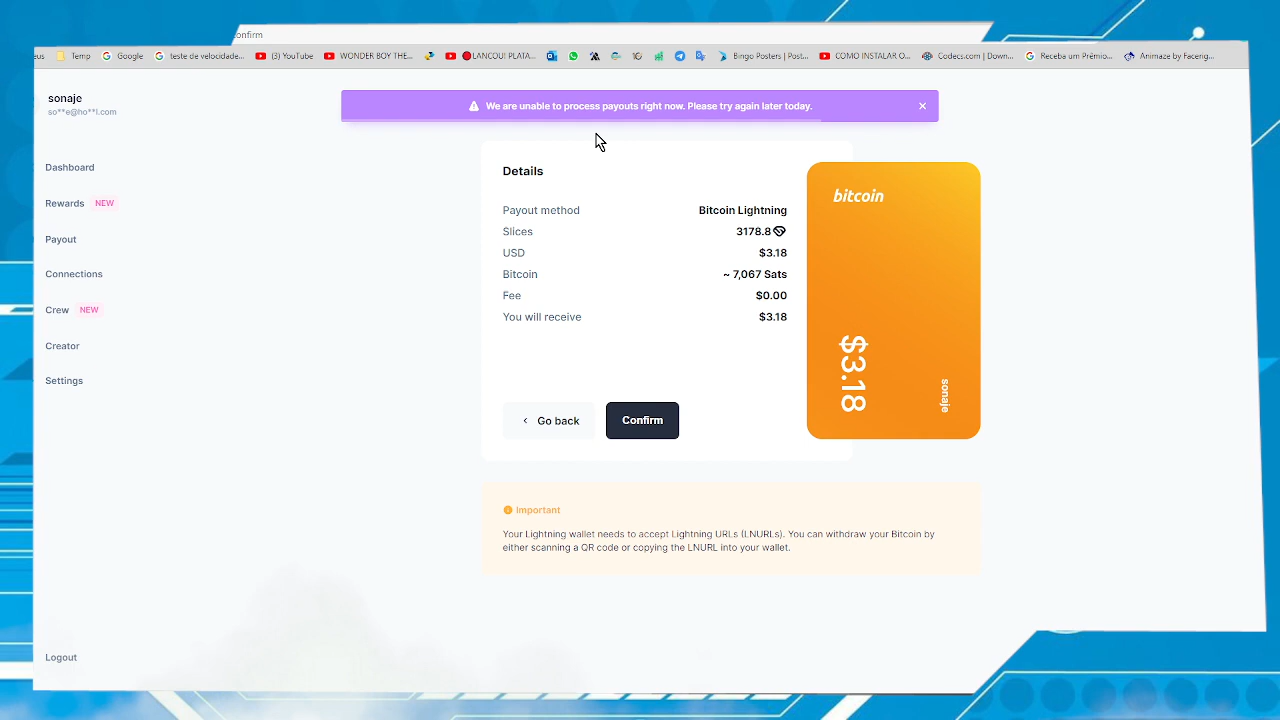 onfirm
eus
Temp
Google
teste de velocidade...
(3) YouTube
WONDER BOY THE...
LANCOUI PLATA...
Bingo Posters | Post...
COMO INSTALAR O...
Codecs.com | Down...
Receba um Prêmio...
Animaze by Faceng...
sonaje
so**e@ho**l.com
We are unable to process payouts right now. Please try again later today.
Dashboard
Rewards NEW
Payout
Connections
Crew NEW
Creator
Settings
Logout
Details
Payout method Bitcoin Lightning
Slices 3178.8
USD $3.18
Bitcoin ~ 7,067 Sats
Fee $0.00
You will receive $3.18
Go back
Confirm
bitcoin
$3.18
sonaje
Important
Your Lightning wallet needs to accept Lightning URLs (LNURLs). You can withdraw your Bitcoin by
either scanning a QR code or copying the LNURL into your wallet.